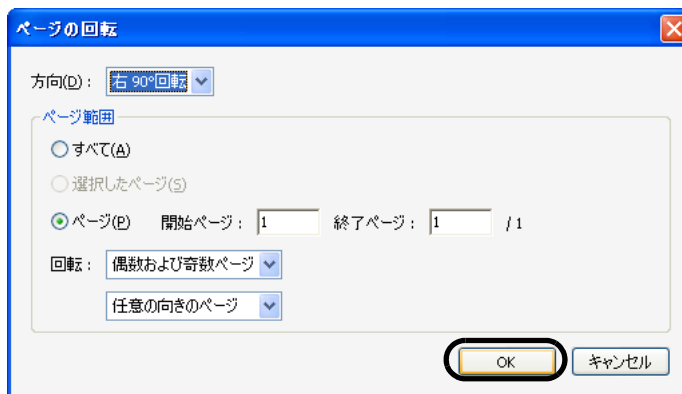 ページの回転
方向(D): 右 90°回転
ページ範囲
すべて(A)
選択したページ(S)
ページ(P) 開始ページ: 1 終了ページ: 1 / 1
回転: 偶数および奇数ページ
任意の向きのページ
OK キャンセル